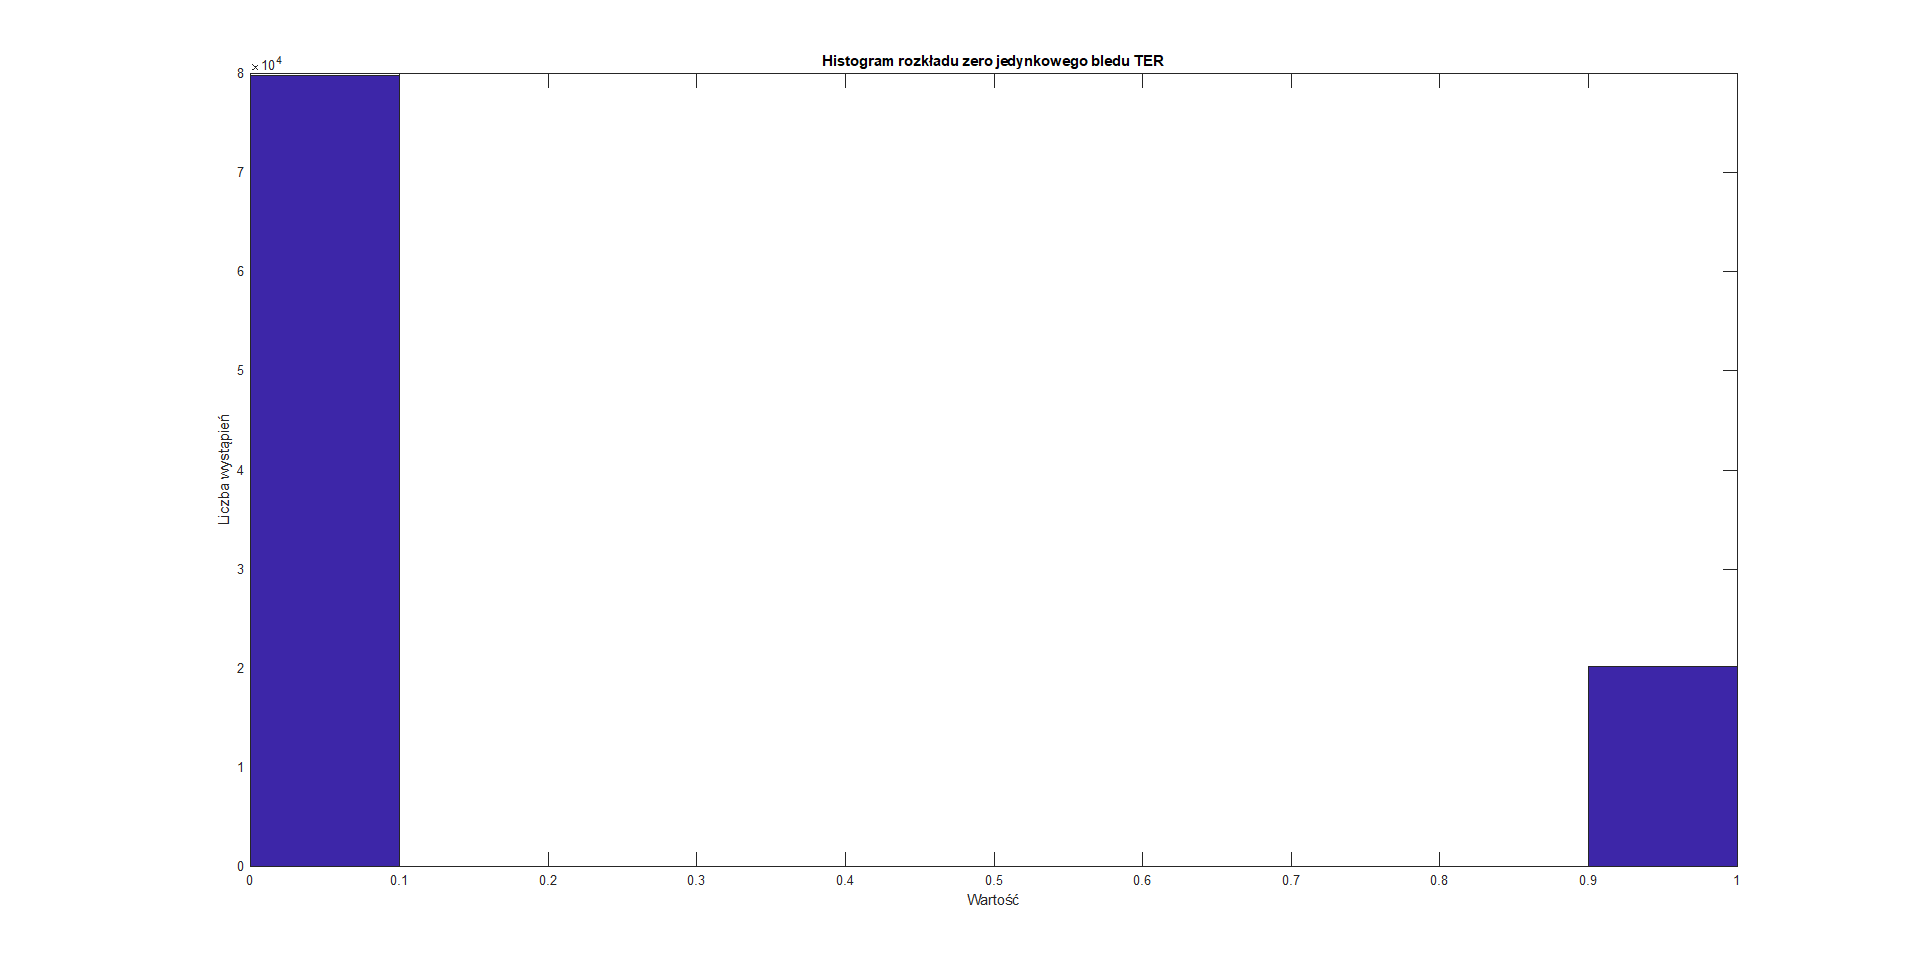 Histogram rozkładu zero jedynkowego bledu TER
×10⁴
8
7
6
5
4
3
2
1
0
Liczba wystąpień
0 0.1 0.2 0.3 0.4 0.5 0.6 0.7 0.8 0.9 1
Wartość